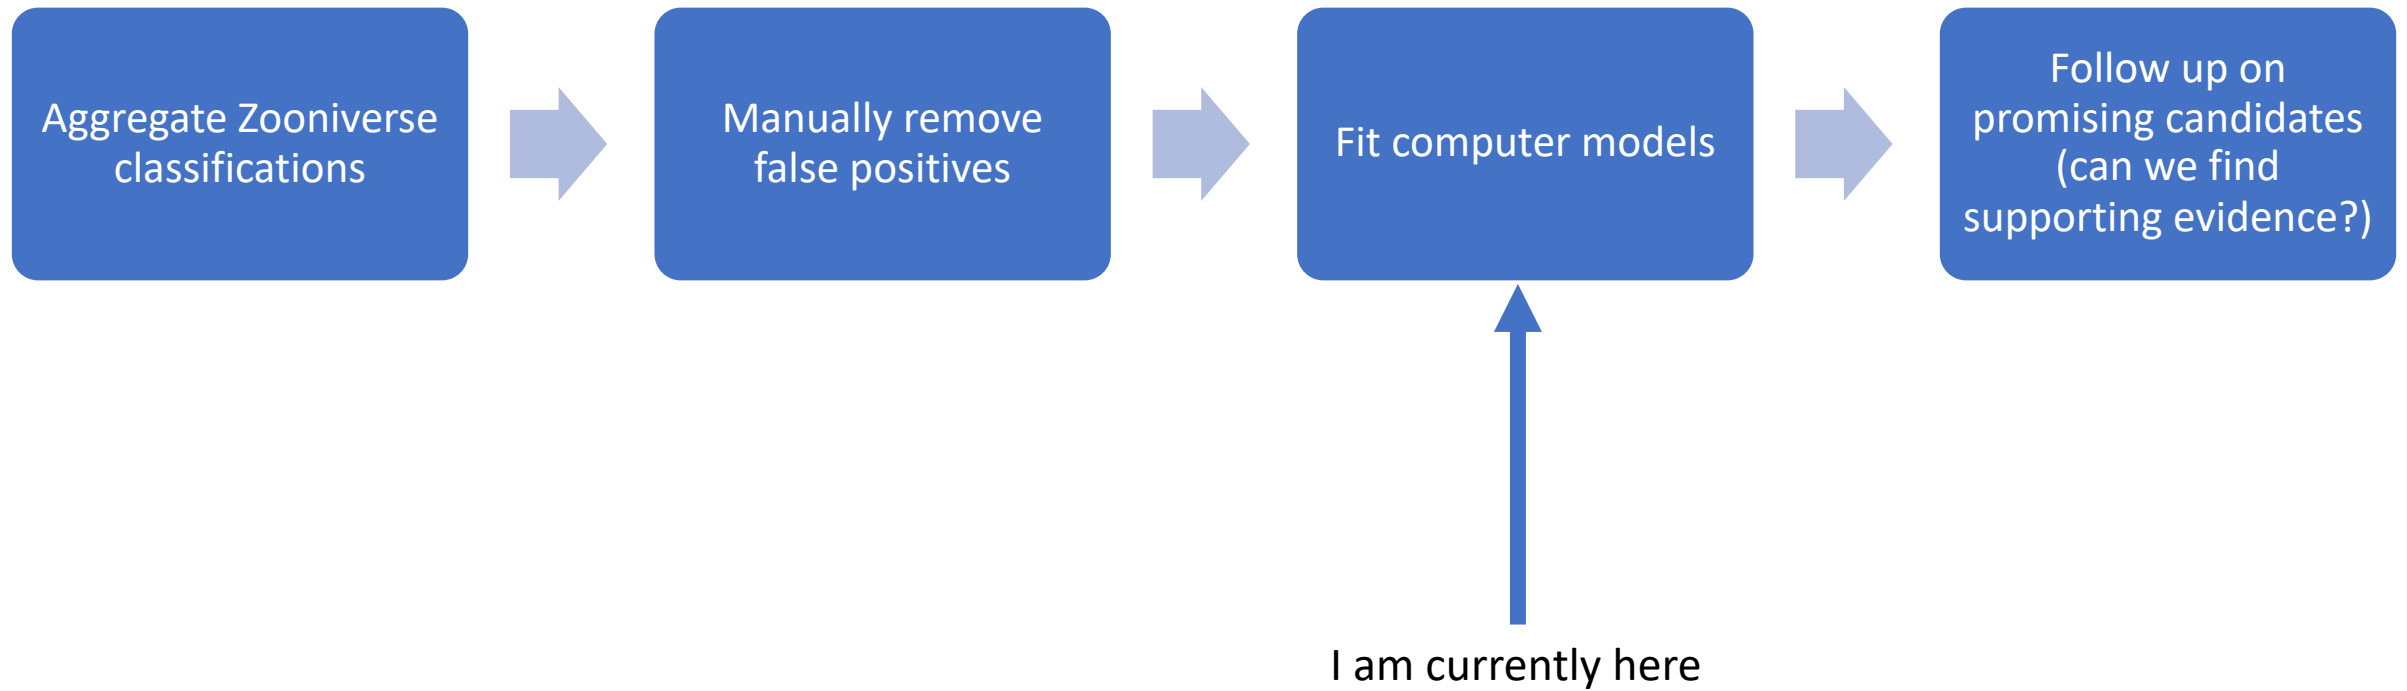 Aggregate Zooniverse
classifications
Manually remove
false positives
Fit computer models
Follow up on
promising candidates
(can we find
supporting evidence?)
I am currently here